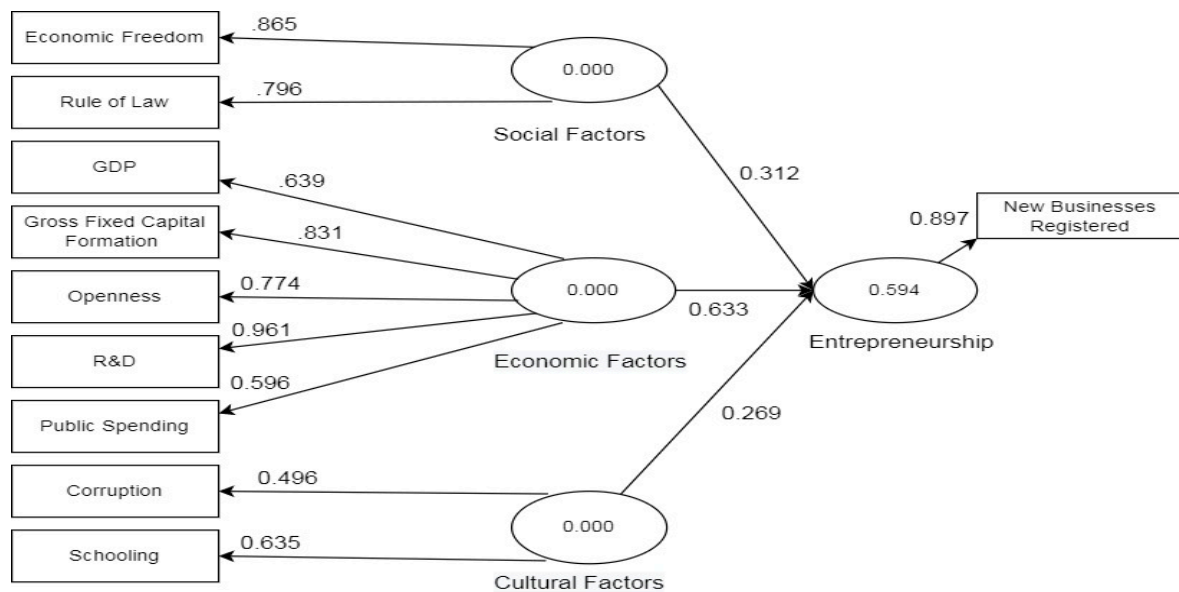 Economic Freedom
.865
0.000
Rule of Law
.796
Social Factors
GDP
.639
0.312
Gross Fixed Capital
Formation
.831
0.897
New Businesses
Registered
Openness
0.774
0.000
0.633
0.594
R&D
0.961
Economic Factors
Entrepreneurship
0.596
Public Spending
0.269
Corruption
0.496
0.000
Schooling
0.635
Cultural Factors